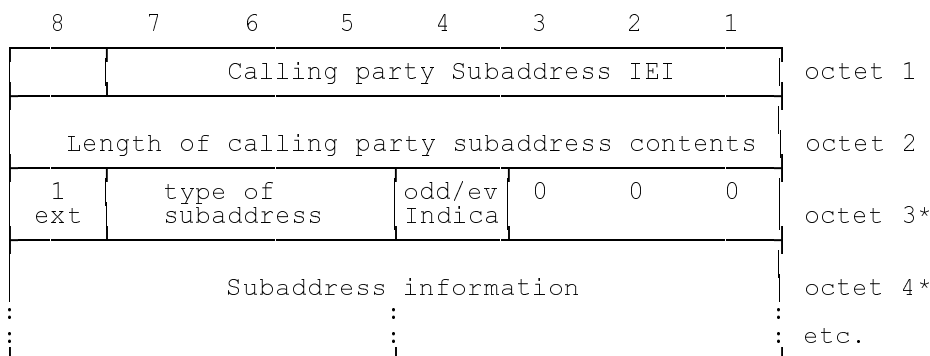 8 7 6 5 4 3 2 1
Calling party Subaddress IEI octet 1
Length of calling party subaddress contents octet 2
1 type of odd/ev 0 0 0
ext subaddress Indica octet 3*
Subaddress information octet 4*
: : :
: : : etc.